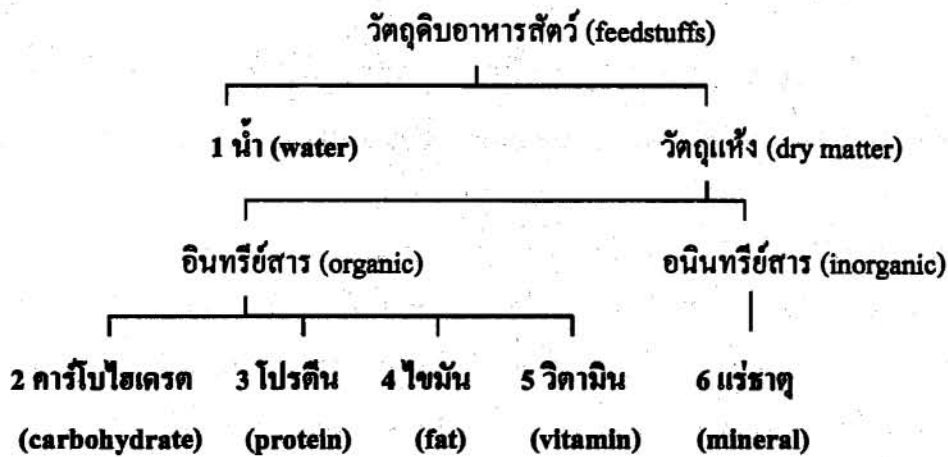 วัตถุดิบอาหารสัตว์ (feedstuffs)
1 น้ำ (water) วัตถุแห้ง (dry matter)
อินทรีย์สาร (organic) อนินทรีย์สาร (inorganic)
2 คาร์โบไฮเดรต 3 โปรตีน 4 ไขมัน 5 วิตามิน 6 แร่ธาตุ
(carbohydrate) (protein) (fat) (vitamin) (mineral)